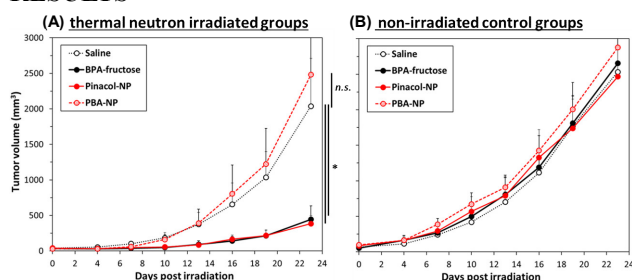 RESULTS
(A) thermal neutron irradiated groups
3000
2500
2000
1500
1000
500
0
Tumor volume (mm³)
Saline
BPA-fructose
Pinacol-NP
PBA-NP
n.s.
*
0 2 4 6 8 10 12 14 16 18 20 22 24
Days post irradiation
(B) non-irradiated control groups
Saline
BPA-fructose
Pinacol-NP
PBA-NP
0 2 4 6 8 10 12 14 16 18 20 22 24
Days post irradiation